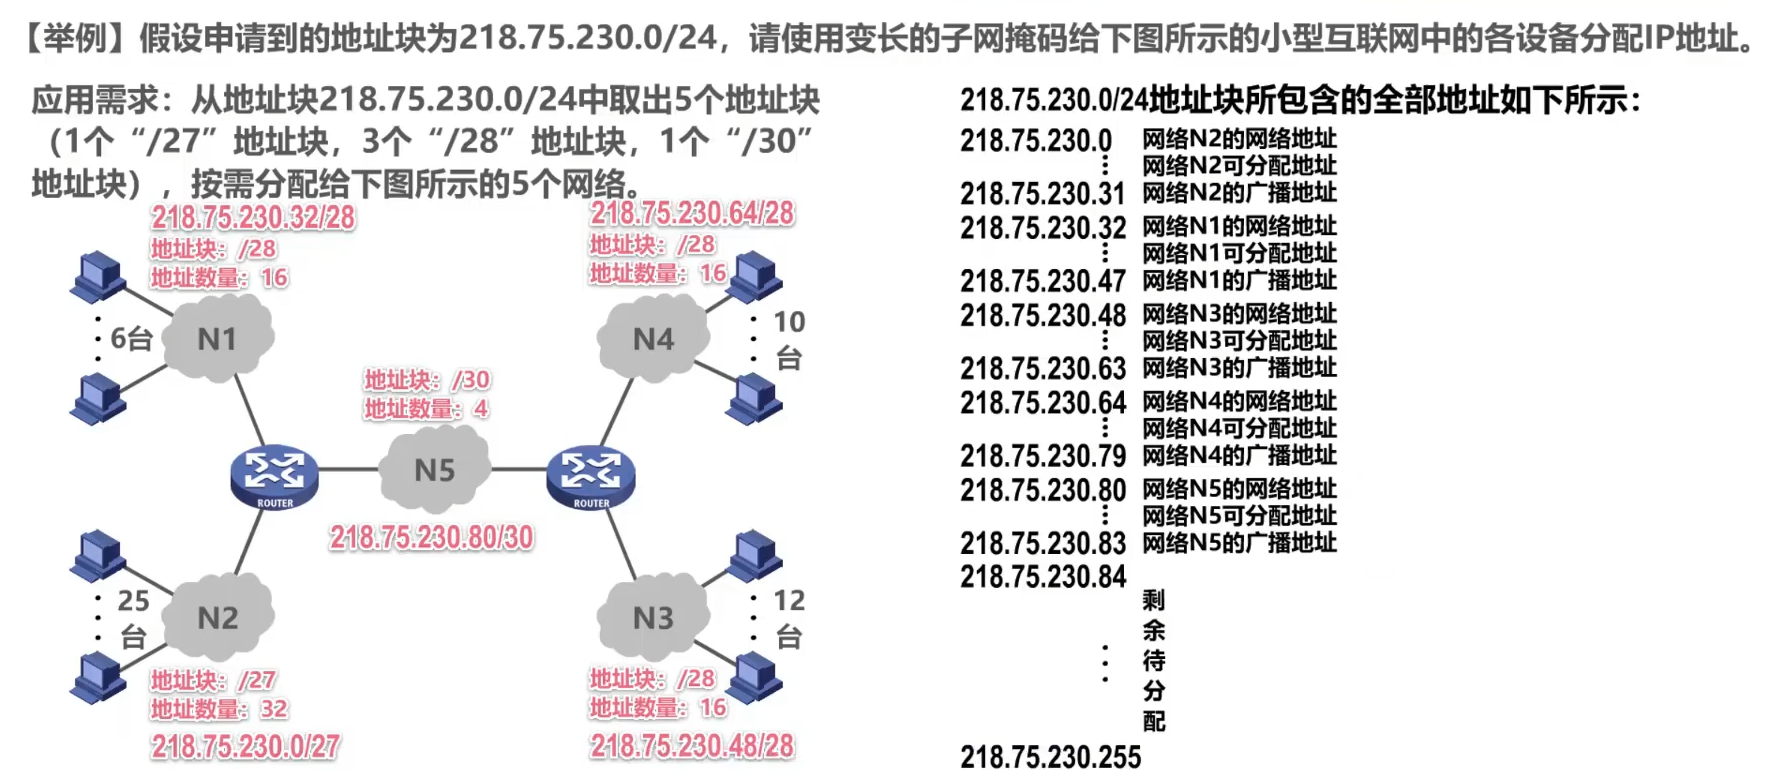 【举例】假设申请到的地址块为218.75.230.0/24，请使用变长的子网掩码给下图所示的小型互联网中的各设备分配IP地址。
应用需求：从地址块218.75.230.0/24中取出5个地址块
（1个“/27”地址块，3个“/28”地址块，1个“/30”
地址块），按需分配给下图所示的5个网络。
218.75.230.32/28
地址块：/28
地址数量：16
6台
N1
218.75.230.64/28
地址块：/28
地址数量：16
N4
10
台
地址块：/30
地址数量：4
N5
ROUTER
ROUTER
218.75.230.80/30
25
台
N2
地址块：/27
地址数量：32
218.75.230.0/27
N3
12
台
地址块：/28
地址数量：16
218.75.230.48/28
218.75.230.0/24地址块所包含的全部地址如下所示：
218.75.230.0 网络N2的网络地址
⋮ 网络N2可分配地址
218.75.230.31 网络N2的广播地址
218.75.230.32 网络N1的网络地址
⋮ 网络N1可分配地址
218.75.230.47 网络N1的广播地址
218.75.230.48 网络N3的网络地址
⋮ 网络N3可分配地址
218.75.230.63 网络N3的广播地址
218.75.230.64 网络N4的网络地址
⋮ 网络N4可分配地址
218.75.230.79 网络N4的广播地址
218.75.230.80 网络N5的网络地址
⋮ 网络N5可分配地址
218.75.230.83 网络N5的广播地址
218.75.230.84
⋮ 剩余待分配
218.75.230.255